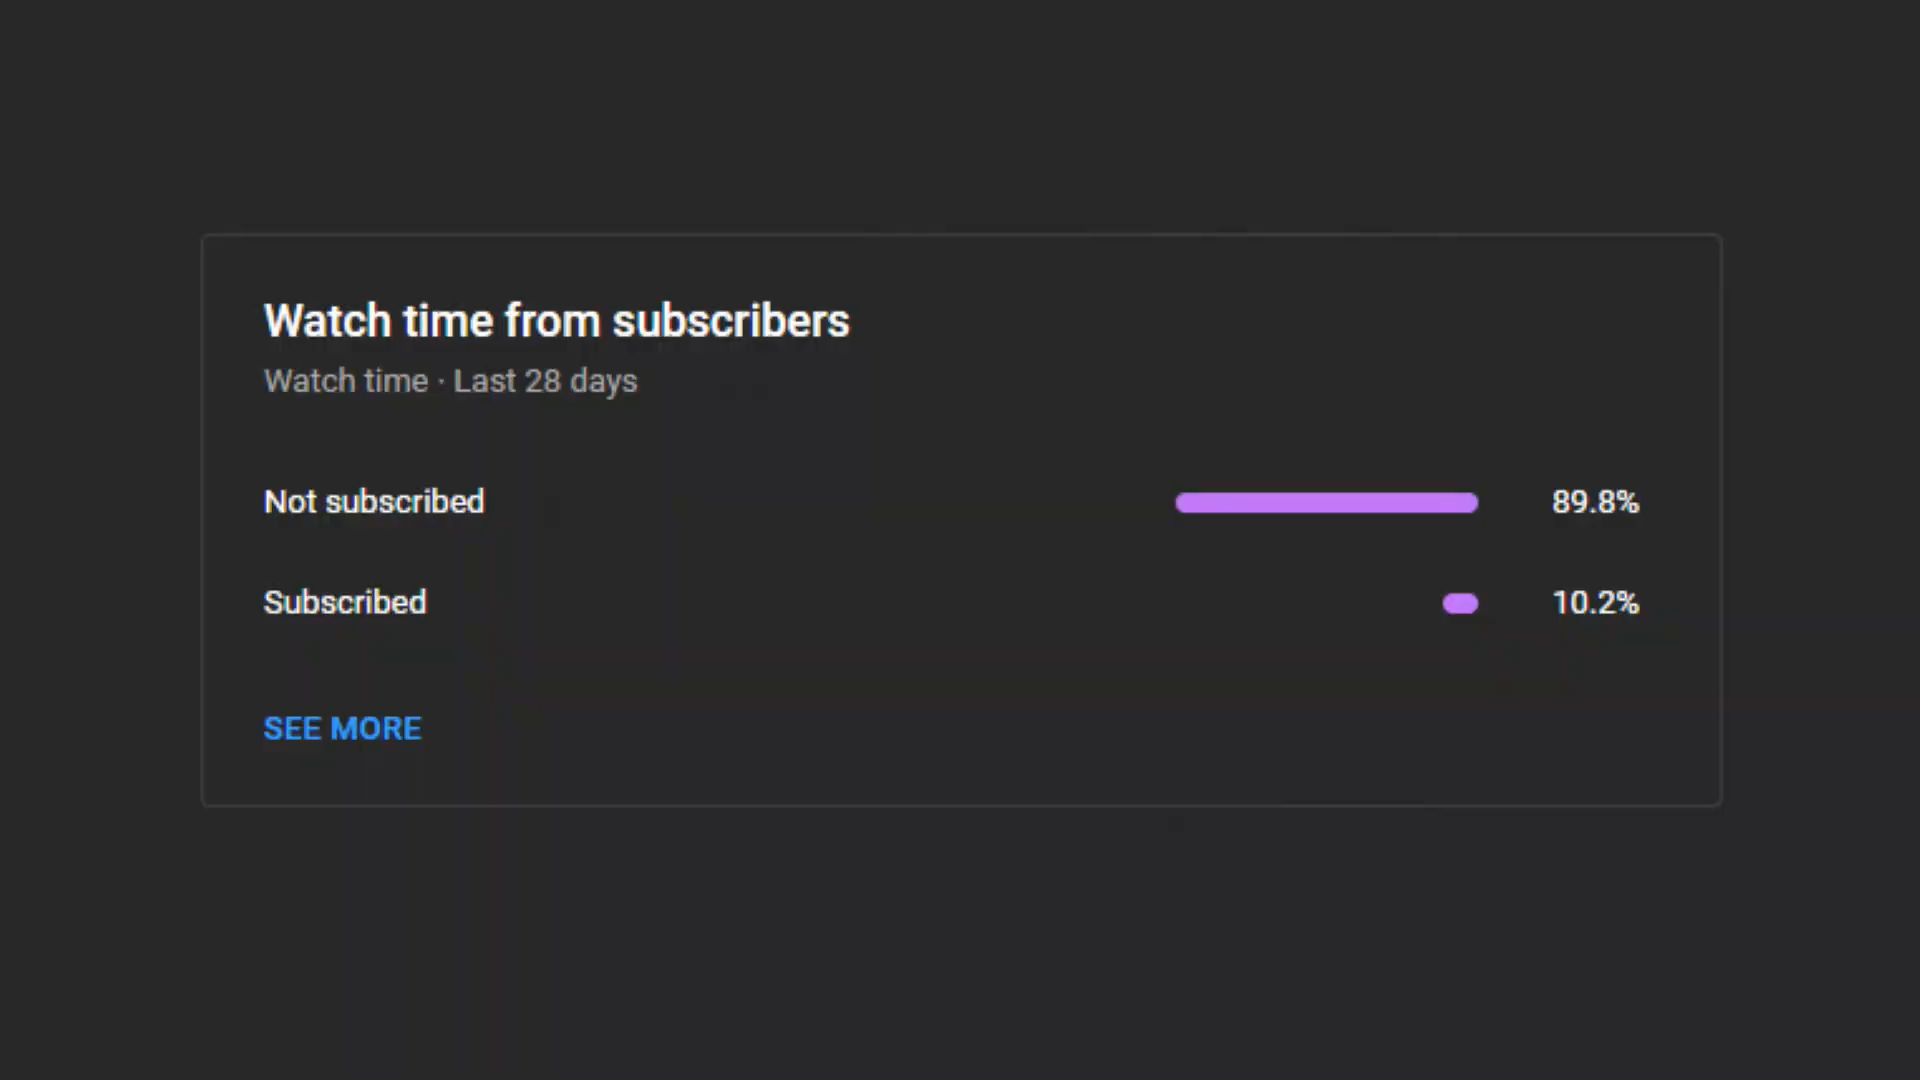 Watch time from subscribers
Watch time · Last 28 days
Not subscribed 89.8%
Subscribed 10.2%
SEE MORE